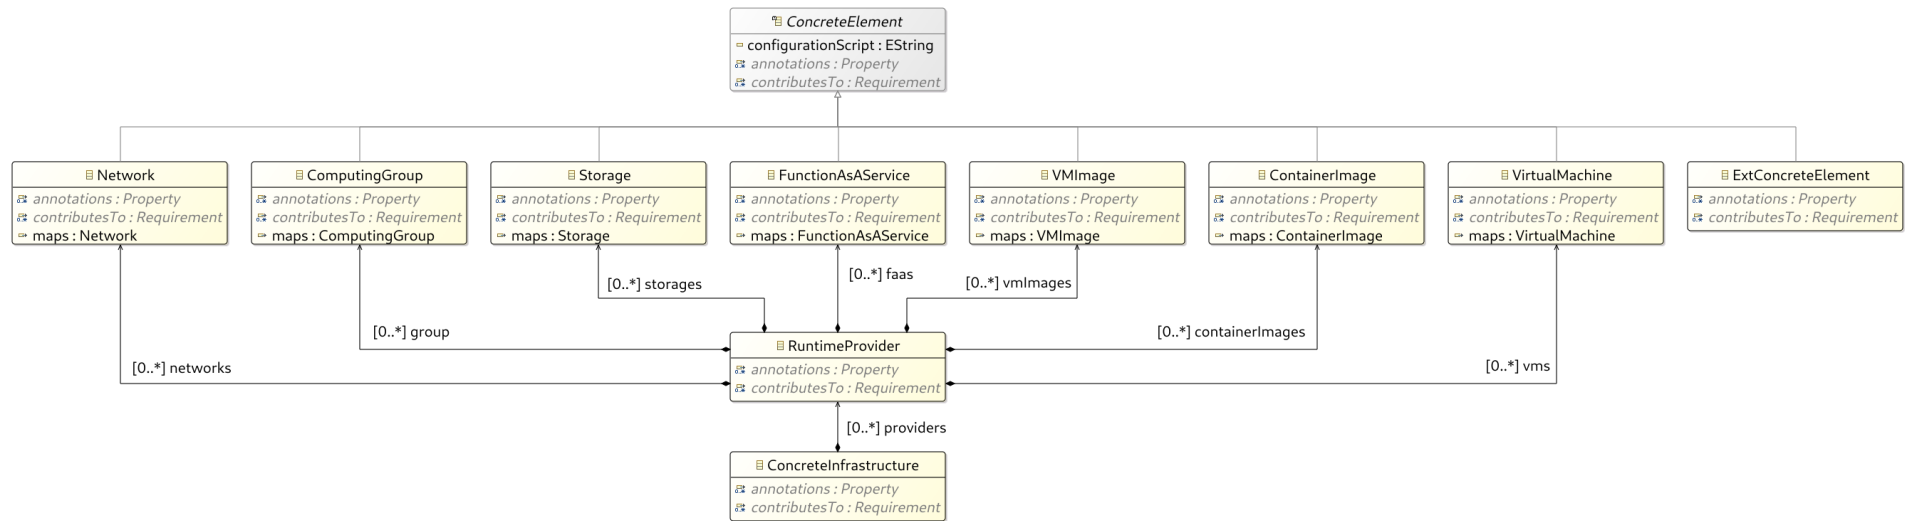 ConcreteElement
configurationScript : EString
annotations : Property
contributesTo : Requirement
Network
annotations : Property
contributesTo : Requirement
maps : Network
ComputingGroup
annotations : Property
contributesTo : Requirement
maps : ComputingGroup
Storage
annotations : Property
contributesTo : Requirement
maps : Storage
FunctionAsAService
annotations : Property
contributesTo : Requirement
maps : FunctionAsAService
VMImage
annotations : Property
contributesTo : Requirement
maps : VMImage
ContainerImage
annotations : Property
contributesTo : Requirement
maps : ContainerImage
VirtualMachine
annotations : Property
contributesTo : Requirement
maps : VirtualMachine
ExtConcreteElement
annotations : Property
contributesTo : Requirement
[0..*] storages
[0..*] faas
[0..*] vmImages
[0..*] group
[0..*] containerImages
[0..*] networks
[0..*] vms
RuntimeProvider
annotations : Property
contributesTo : Requirement
[0..*] providers
ConcreteInfrastructure
annotations : Property
contributesTo : Requirement